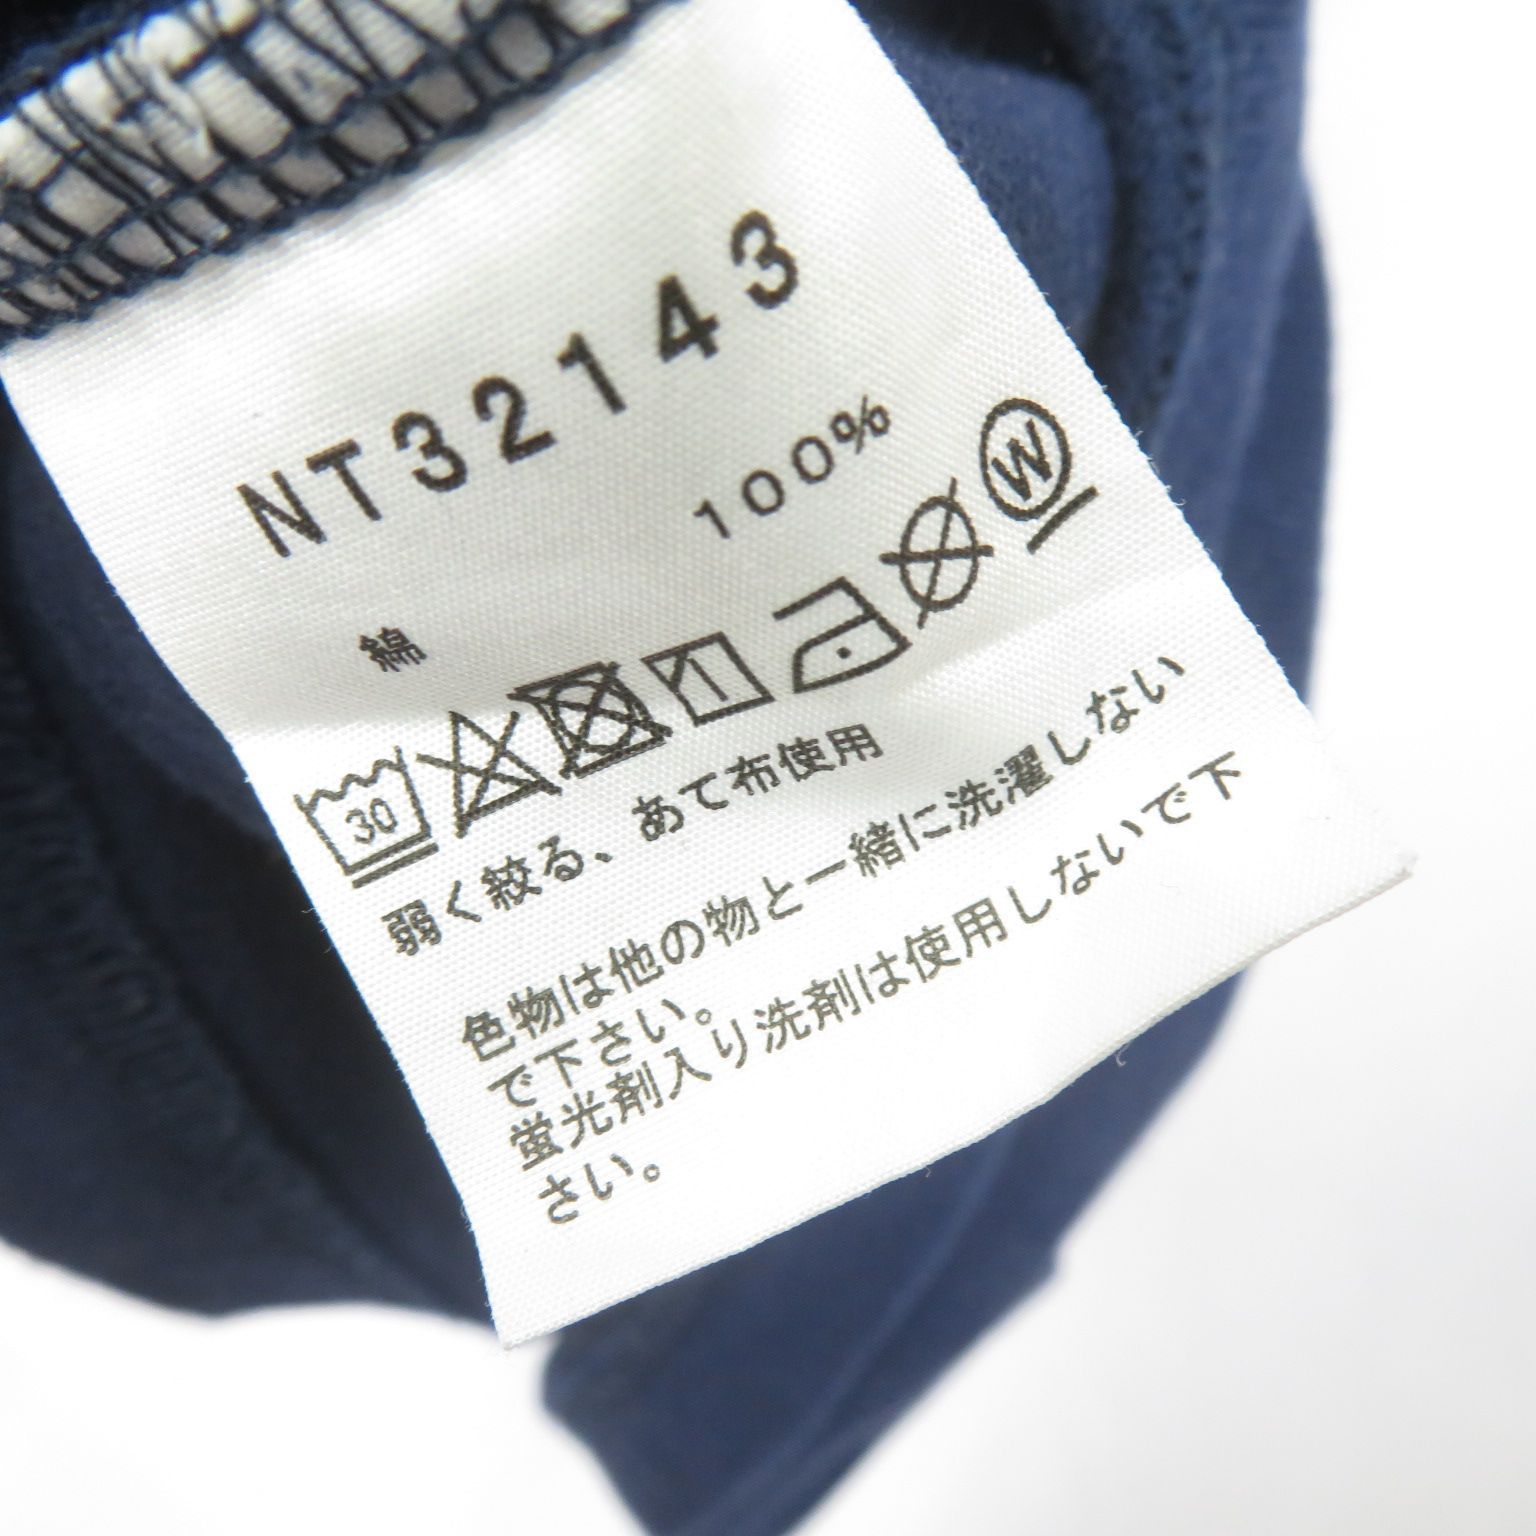 NT32143
綿 100%
30 W
弱く絞る、あて布使用
色物は他の物と一緒に洗濯しない
で下さい。
蛍光剤入り洗剤は使用しないで下
さい。